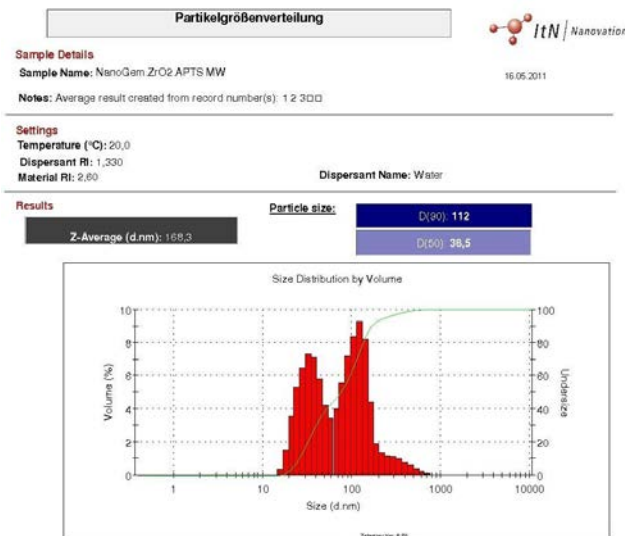 Partikelgrößenverteilung
ItN Nanovation
Sample Details
Sample Name: NanoGem.ZrO2.APTS.MW
16.05.2011
Notes: Average result created from record number(s): 1 2 3□□
Settings
Temperature (°C): 20,0
Dispersant RI: 1,330
Material RI: 2,60
Dispersant Name: Water
Results
Particle size:
D(90): 112
Z-Average (d.nm): 168,3
D(50): 38,5
Size Distribution by Volume
10
100
8
80
6
60
4
40
2
20
0
0
Volume (%)
Undersize
1
10
100
1000
10000
Size (d.nm)